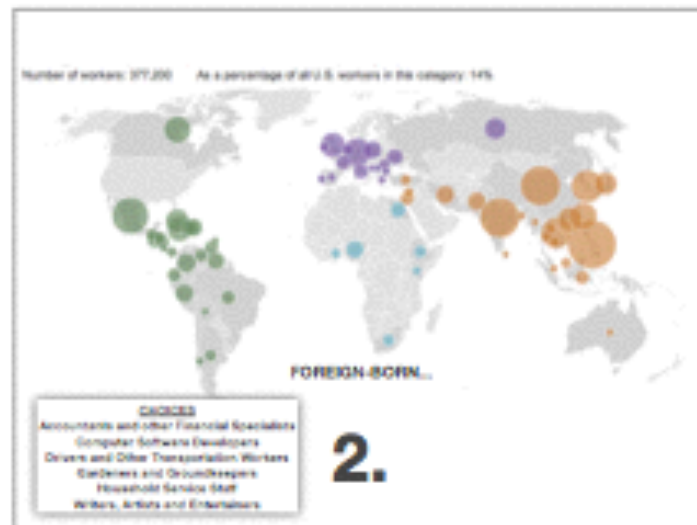 Number of workers: 377,200 As a percentage of all U.S. workers in this category: 14%
FOREIGN-BORN...
CHOICES
Accountants and other Financial Specialists
Computer Software Developers
Drivers and Other Transportation Workers
Gardeners and Groundkeepers
Household Service Staff
Writers, Artists and Entertainers
2.